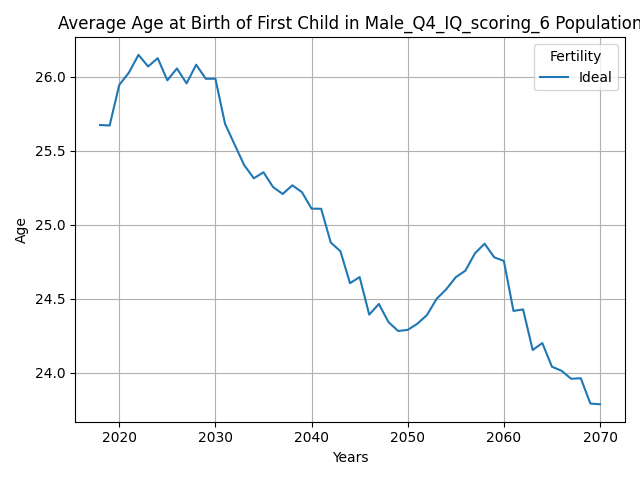 Average Age at Birth of First Child in Male_Q4_IQ_scoring_6 Population
Fertility
Ideal
26.0
25.5
25.0
24.5
24.0
Age
2020 2030 2040 2050 2060 2070
Years